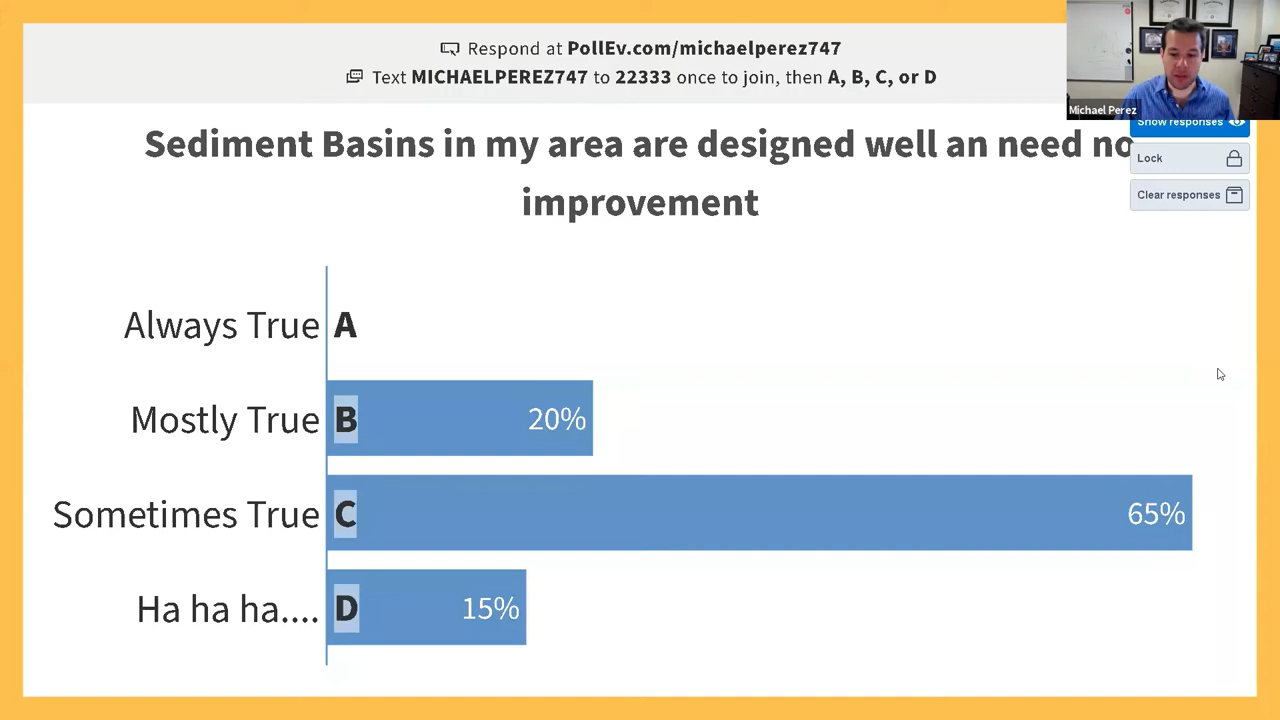 Respond at PollEv.com/michaelperez747
Text MICHAELPEREZ747 to 22333 once to join, then A, B, C, or D
Michael Perez
Show responses
Lock
Clear responses
Sediment Basins in my area are designed well an need no
improvement
Always True A
Mostly True B 20%
Sometimes True C 65%
Ha ha ha.... D 15%